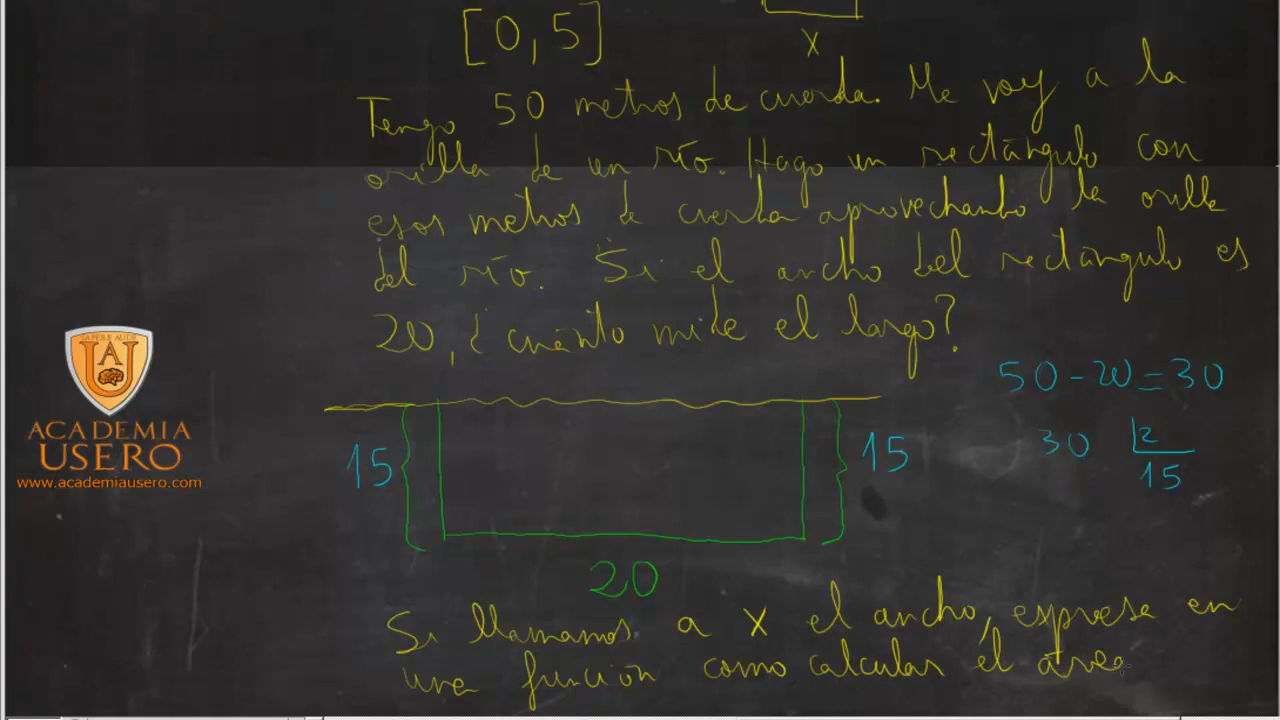 [0, 5]
x
Tengo 50 metros de cuerda. Me voy a la
orilla de un río. Hago un rectángulo con
esos metros de cuerda aprovechando la orilla
del río. Si el ancho del rectángulo es
20, ¿cuánto mide el largo?
50 - 20 = 30
30 2
15
15
15
20
SAPERE AUDE
UA
ACADEMIA
USERO
www.academiausero.com
Si llamamos a x el ancho, exprese en
una función como calcular el área